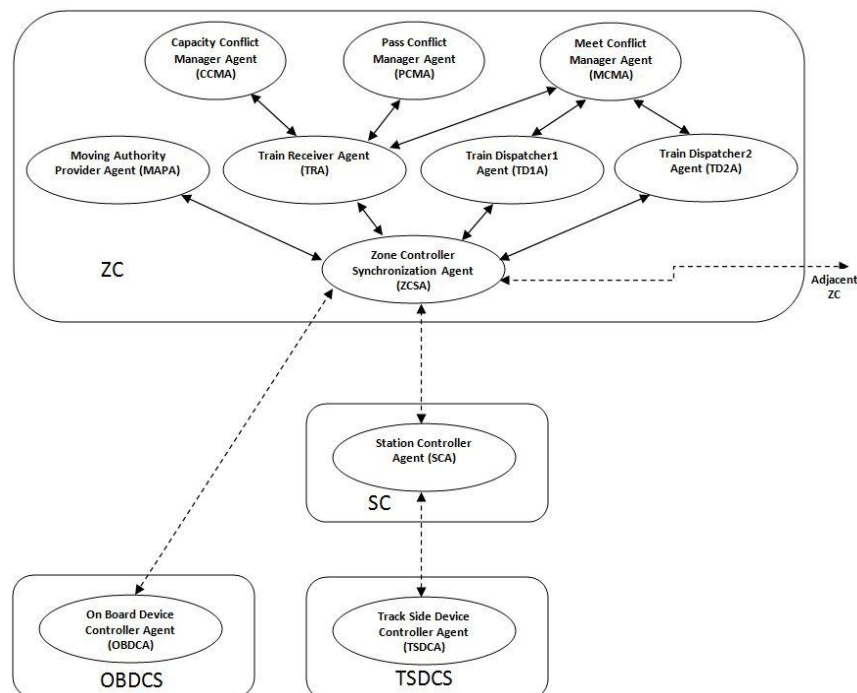 Capacity Conflict
Manager Agent
(CCMA)
Pass Conflict
Manager Agent
(PCMA)
Meet Conflict
Manager Agent
(MCMA)
Moving Authority
Provider Agent (MAPA)
Train Receiver Agent
(TRA)
Train Dispatcher1
Agent (TD1A)
Train Dispatcher2
Agent (TD2A)
Zone Controller
Synchronization Agent
(ZCSA)
ZC
Adjacent
ZC
Station Controller
Agent (SCA)
SC
On Board Device
Controller Agent
(OBDCA)
OBDCS
Track Side Device
Controller Agent
(TSDCA)
TSDCS